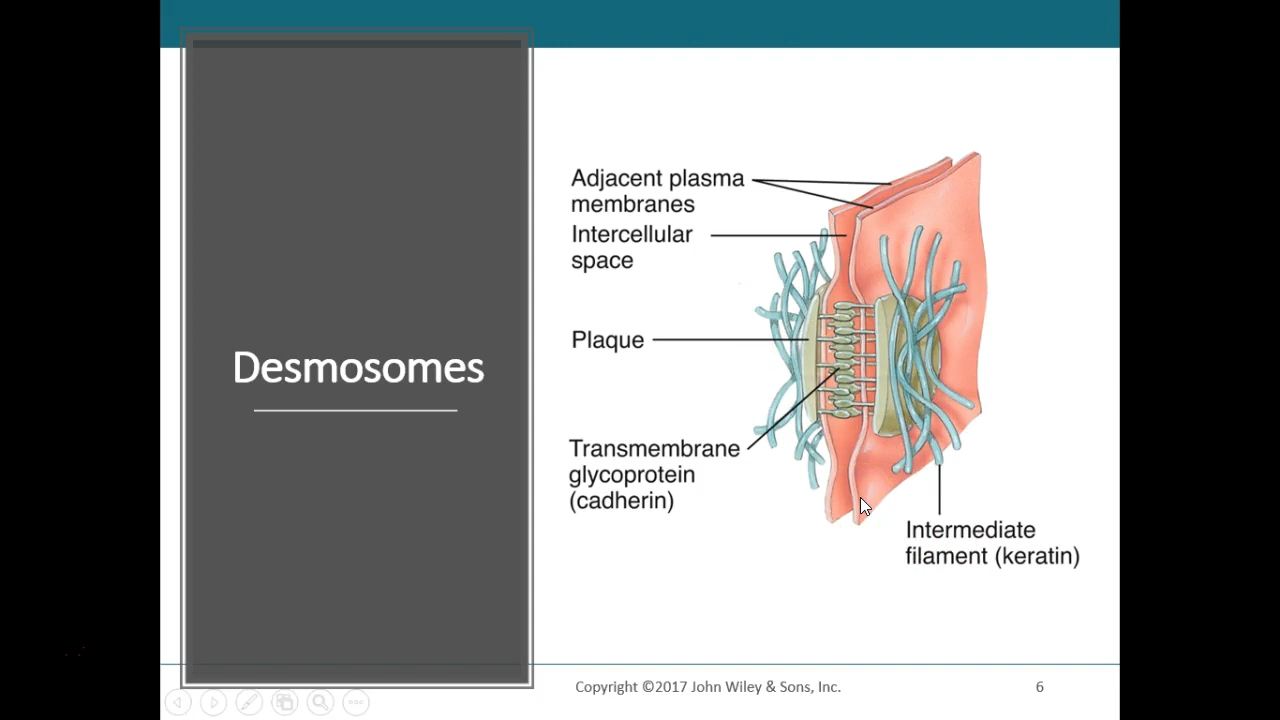 Desmosomes
Adjacent plasma
membranes
Intercellular
space
Plaque
Transmembrane
glycoprotein
(cadherin)
Intermediate
filament (keratin)
Copyright ©2017 John Wiley & Sons, Inc.
6